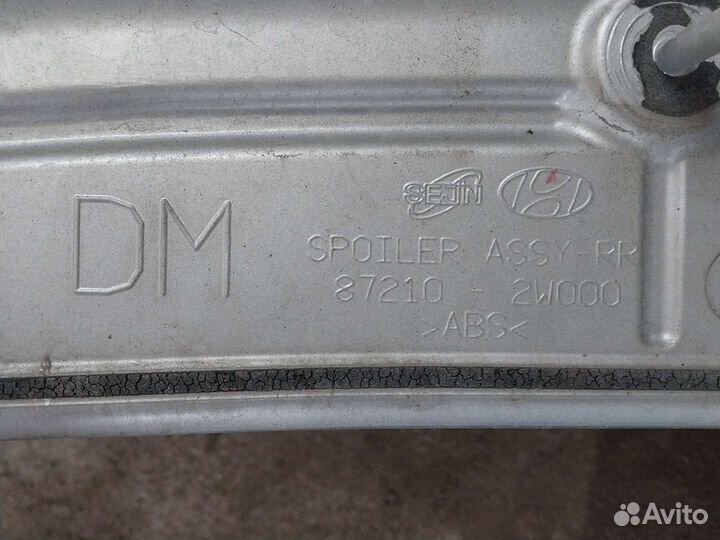 DM
SEJIN
SPOILER ASSY-RR
87210 - 2W000
>ABS<
Avito